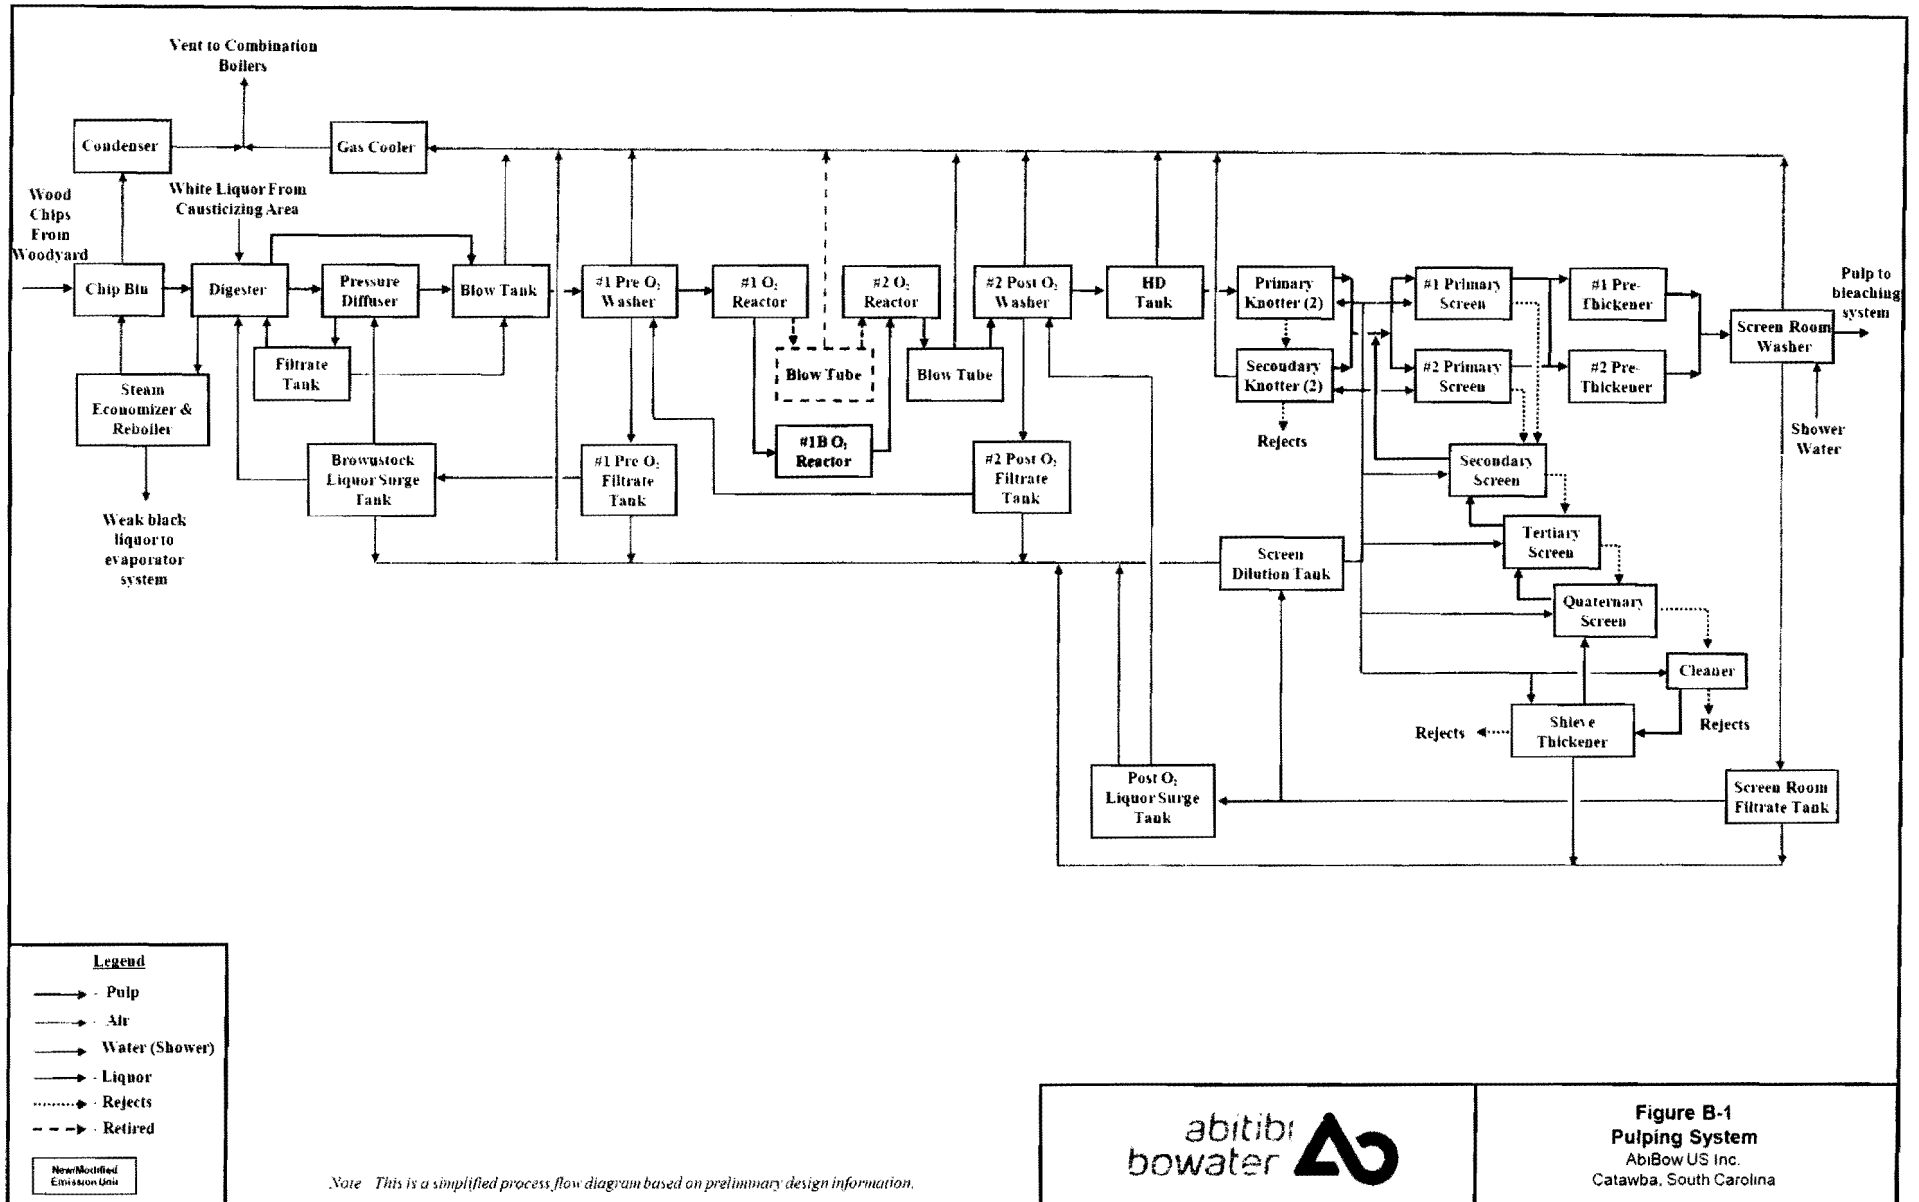 Vent to Combination
Boilers
Condenser
Gas Cooler
Wood
Chips
From
Woodyard
White Liquor From
Causticizing Area
Chip Bin
Digester
Pressure
Diffuser
Blow Tank
#1 Pre O2
Washer
#1 O2
Reactor
#2 O2
Reactor
#2 Post O2
Washer
HD
Tank
Primary
Knotter (2)
#1 Primary
Screen
#1 Pre-
Thickener
Pulp to
bleaching
system
Screen Room
Washer
Filtrate
Tank
Steam
Economizer &
Reboiler
Blow Tube
Blow Tube
Secondary
Knotter (2)
#2 Primary
Screen
#2 Pre-
Thickener
Rejects
Shower
Water
#1B O2
Reactor
Brownstock
Liquor Surge
Tank
#1 Pre O2
Filtrate
Tank
#2 Post O2
Filtrate
Tank
Secondary
Screen
Weak black
liquor to
evaporator
system
Tertiary
Screen
Screen
Dilution Tank
Quaternary
Screen
Cleaner
Rejects
Shieve
Thickener
Rejects
Post O2
Liquor Surge
Tank
Screen Room
Filtrate Tank
Legend
- Pulp
- Air
Water (Shower)
- Liquor
- Rejects
- Retired
New/Modified
Emission Unit
Note This is a simplified process flow diagram based on preliminary design information.
abitibi
bowater
Figure B-1
Pulping System
AbiBow US Inc.
Catawba, South Carolina